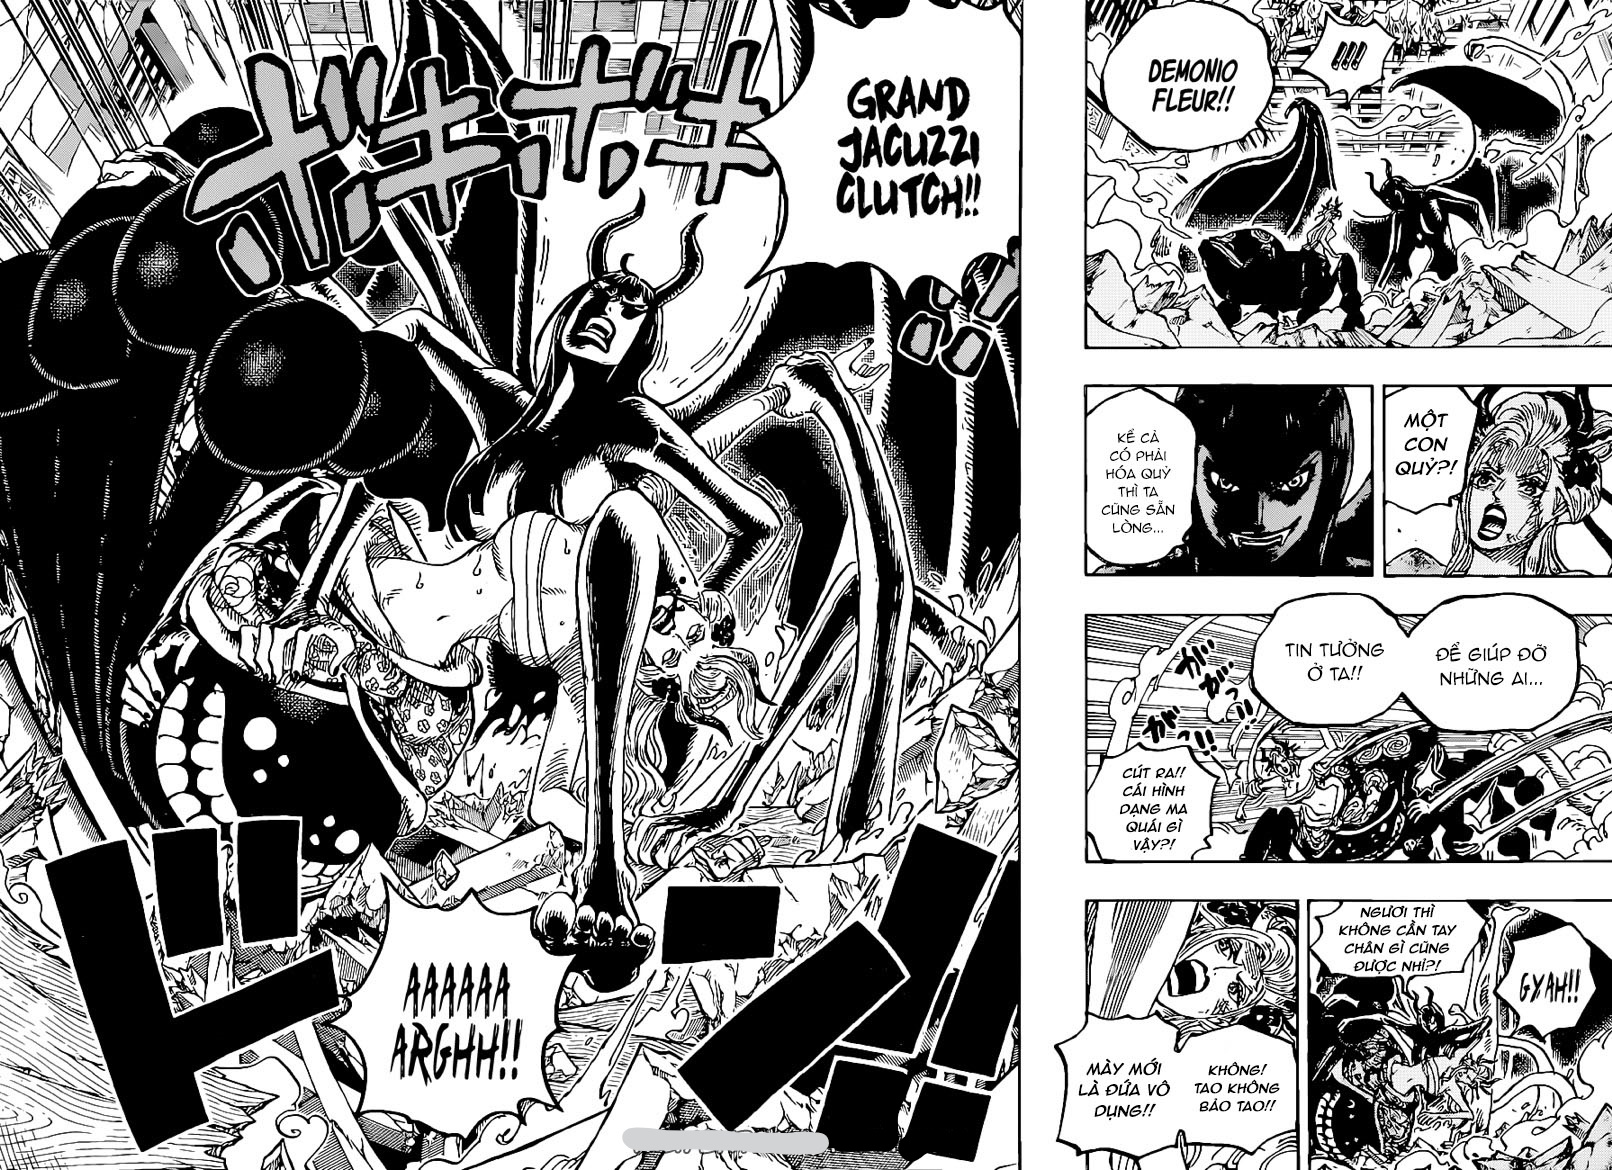 !!!
DEMONIO
FLEUR!!
MỘT
CON
QUỶ?!
KỂ CẢ
CÓ PHẢI
HÓA QUỶ
THÌ TA
CŨNG SẴN
LÒNG...
ĐỂ GIÚP ĐỠ
NHỮNG AI...
TIN TƯỞNG
Ở TA!!
CÚT RA!!
CÁI HÌNH
DẠNG MA
QUÁI GÌ
VẬY?!
NGƯƠI THÌ
KHÔNG CẦN TAY
CHÂN GÌ CŨNG
ĐƯỢC NHỈ?!
GYAH!!
KHÔNG!
TAO KHÔNG
BẢO TAO!!
MÀY MỚI
LÀ ĐỨA VÔ
DỤNG!!
GRAND
JACUZZI
CLUTCH!!
ボキボキ
AAAAAA
ARGHH!!
ドーン!!